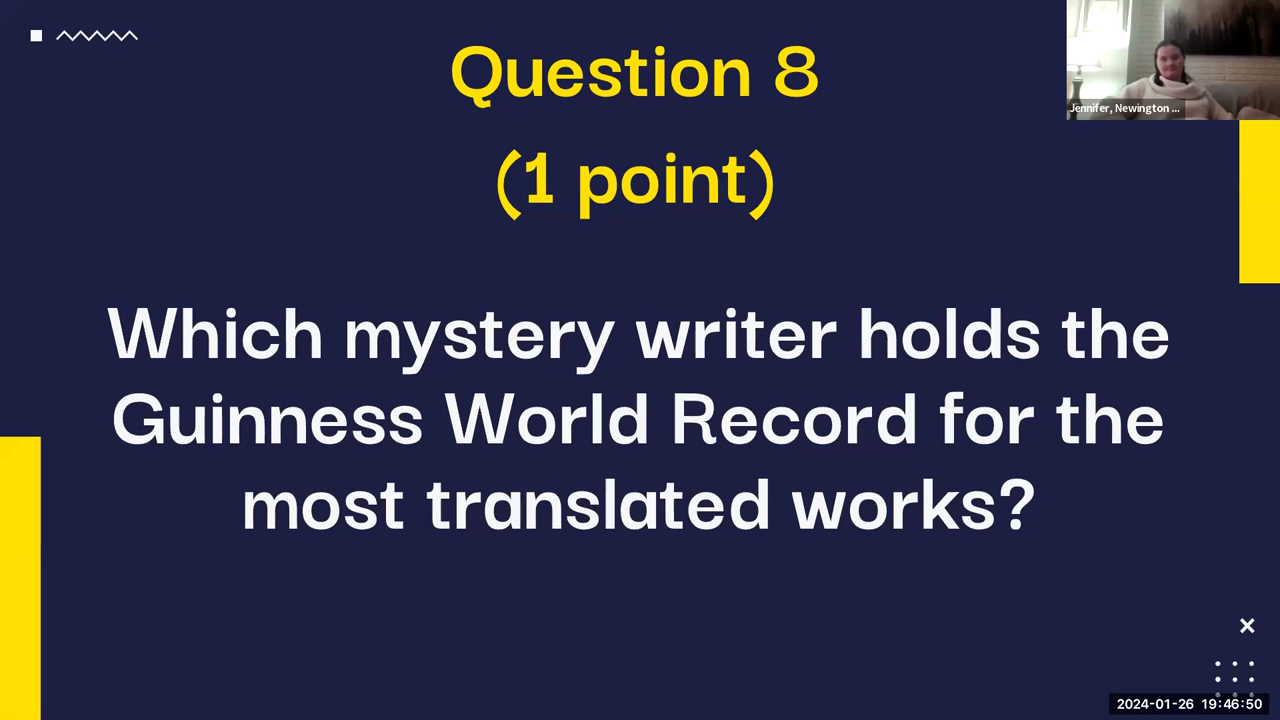 Question 8
(1 point)
Jennifer, Newington ...
Which mystery writer holds the
Guinness World Record for the
most translated works?
2024-01-26 19:46:50